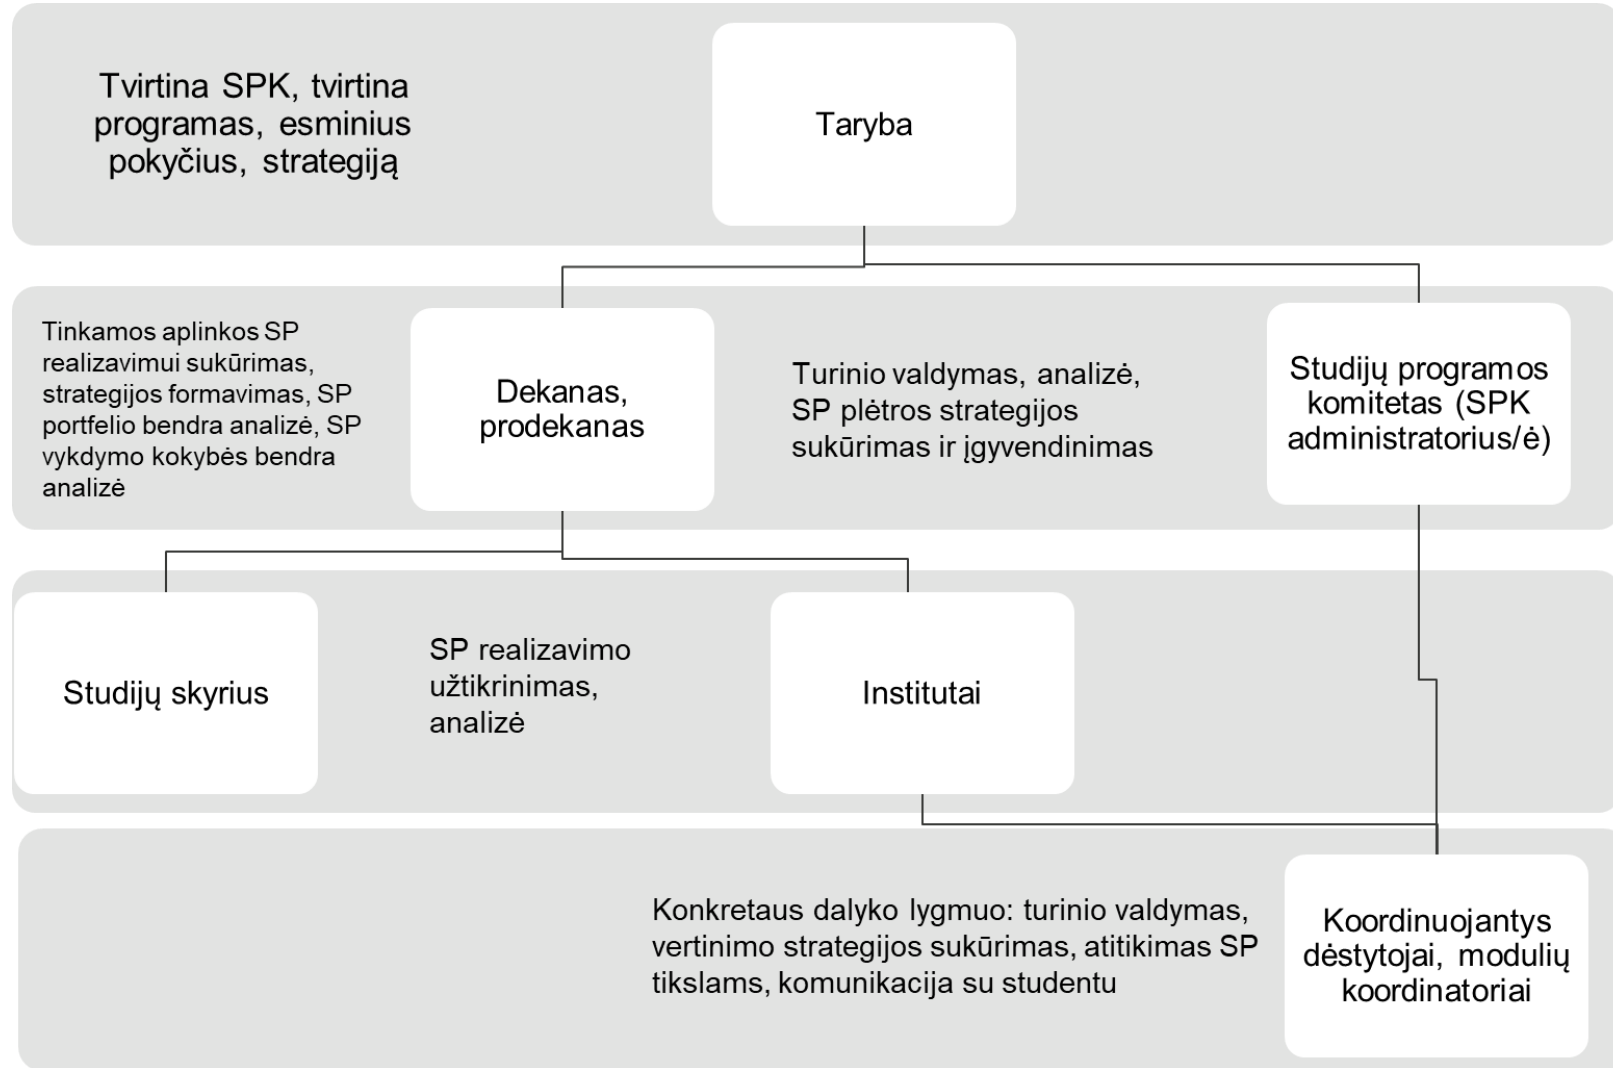 Tvirtina SPK, tvirtina
programas, esminius
pokyčius, strategiją
Taryba
Tinkamos aplinkos SP
realizavimui sukūrimas,
strategijos formavimas, SP
portfelio bendra analizė, SP
vykdymo kokybės bendra
analizė
Dekanas,
prodekanas
Turinio valdymas, analizė,
SP plėtros strategijos
sukūrimas ir įgyvendinimas
Studijų programos
komitetas (SPK
administratorius/ė)
Studijų skyrius
SP realizavimo
užtikrinimas,
analizė
Institutai
Konkretaus dalyko lygmuo: turinio valdymas,
vertinimo strategijos sukūrimas, atitikimas SP
tikslams, komunikacija su studentu
Koordinuojantys
dėstytojai, modulių
koordinatoriai